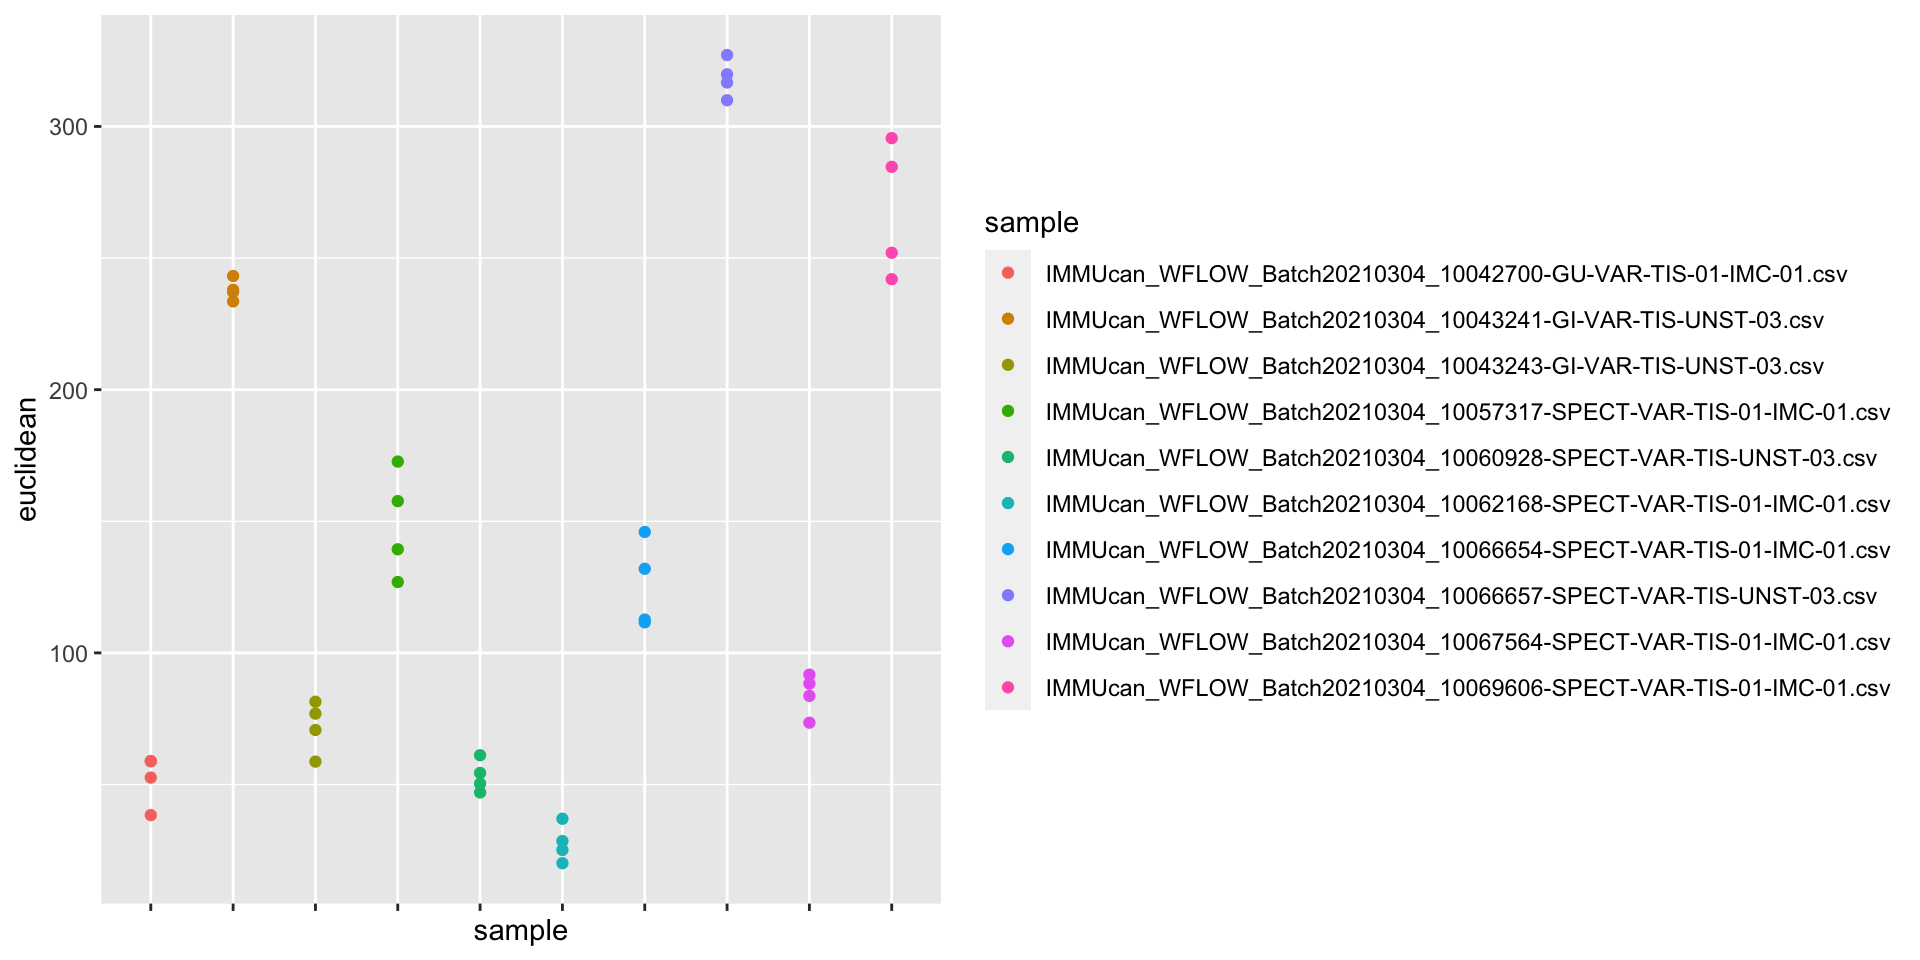 300
200
100
euclidean
sample
sample
IMMUcan_WFLOW_Batch20210304_10042700-GU-VAR-TIS-01-IMC-01.csv
IMMUcan_WFLOW_Batch20210304_10043241-GI-VAR-TIS-UNST-03.csv
IMMUcan_WFLOW_Batch20210304_10043243-GI-VAR-TIS-UNST-03.csv
IMMUcan_WFLOW_Batch20210304_10057317-SPECT-VAR-TIS-01-IMC-01.csv
IMMUcan_WFLOW_Batch20210304_10060928-SPECT-VAR-TIS-UNST-03.csv
IMMUcan_WFLOW_Batch20210304_10062168-SPECT-VAR-TIS-01-IMC-01.csv
IMMUcan_WFLOW_Batch20210304_10066654-SPECT-VAR-TIS-01-IMC-01.csv
IMMUcan_WFLOW_Batch20210304_10066657-SPECT-VAR-TIS-UNST-03.csv
IMMUcan_WFLOW_Batch20210304_10067564-SPECT-VAR-TIS-01-IMC-01.csv
IMMUcan_WFLOW_Batch20210304_10069606-SPECT-VAR-TIS-01-IMC-01.csv